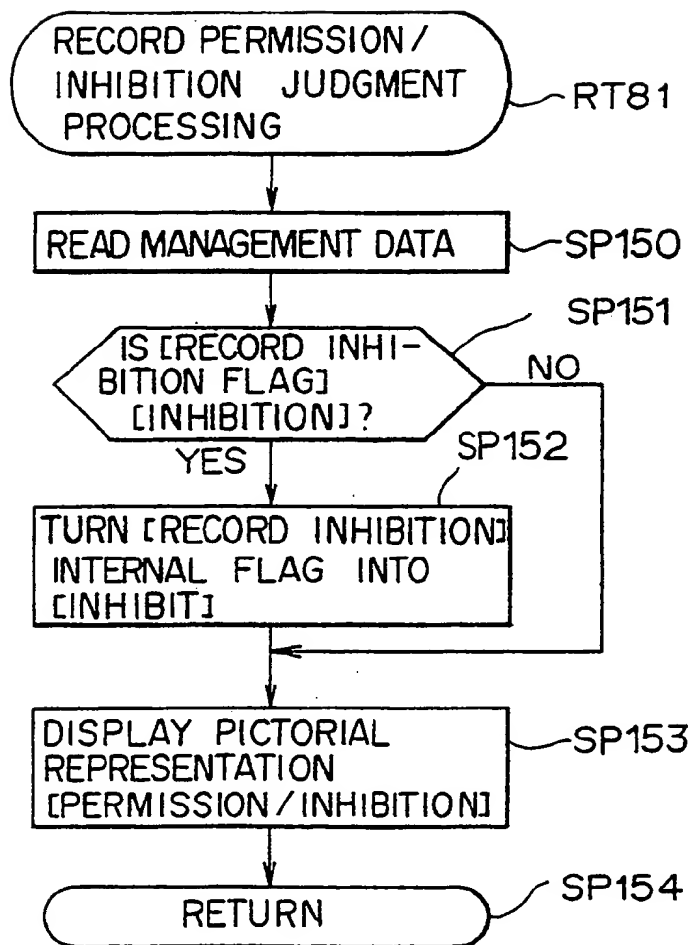 RECORD PERMISSION/
INHIBITION JUDGMENT
PROCESSING
RT81
READ MANAGEMENT DATA
SP150
SP151
IS [RECORD INHI-
BITION FLAG]
[INHIBITION]?
NO
YES
SP152
TURN [RECORD INHIBITION]
INTERNAL FLAG INTO
[INHIBIT]
DISPLAY PICTORIAL
REPRESENTATION
[PERMISSION/INHIBITION]
SP153
RETURN
SP154